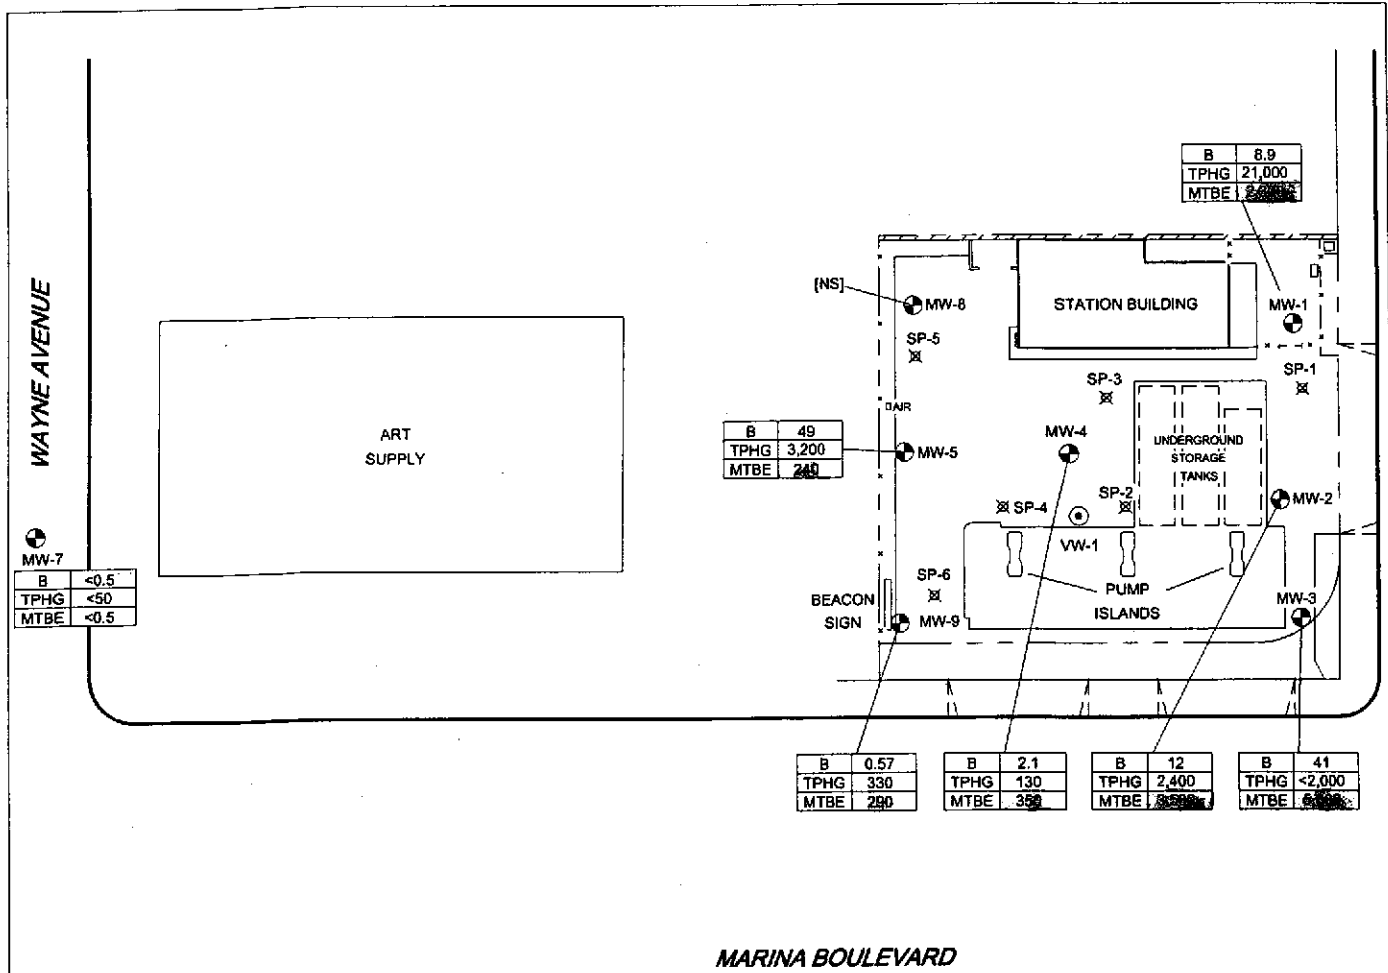 B 8.9
TPHG 21,000
MTBE
WAYNE AVENUE
[NS]
MW-8
STATION BUILDING
MW-1
SP-5
SP-1
SP-3
AIR
ART
SUPPLY
B 49
TPHG 3,200
MTBE 240
MW-5
MW-4
UNDERGROUND
STORAGE
TANKS
SP-4
SP-2
MW-2
VW-1
MW-7
B <0.5
TPHG <50
MTBE <0.5
SP-6
PUMP
ISLANDS
BEACON
SIGN
MW-9
MW-3
B 0.57
TPHG 330
MTBE 290
B 2.1
TPHG 130
MTBE 350
B 12
TPHG 2,400
MTBE
B 41
TPHG <2,000
MTBE
MARINA BOULEVARD